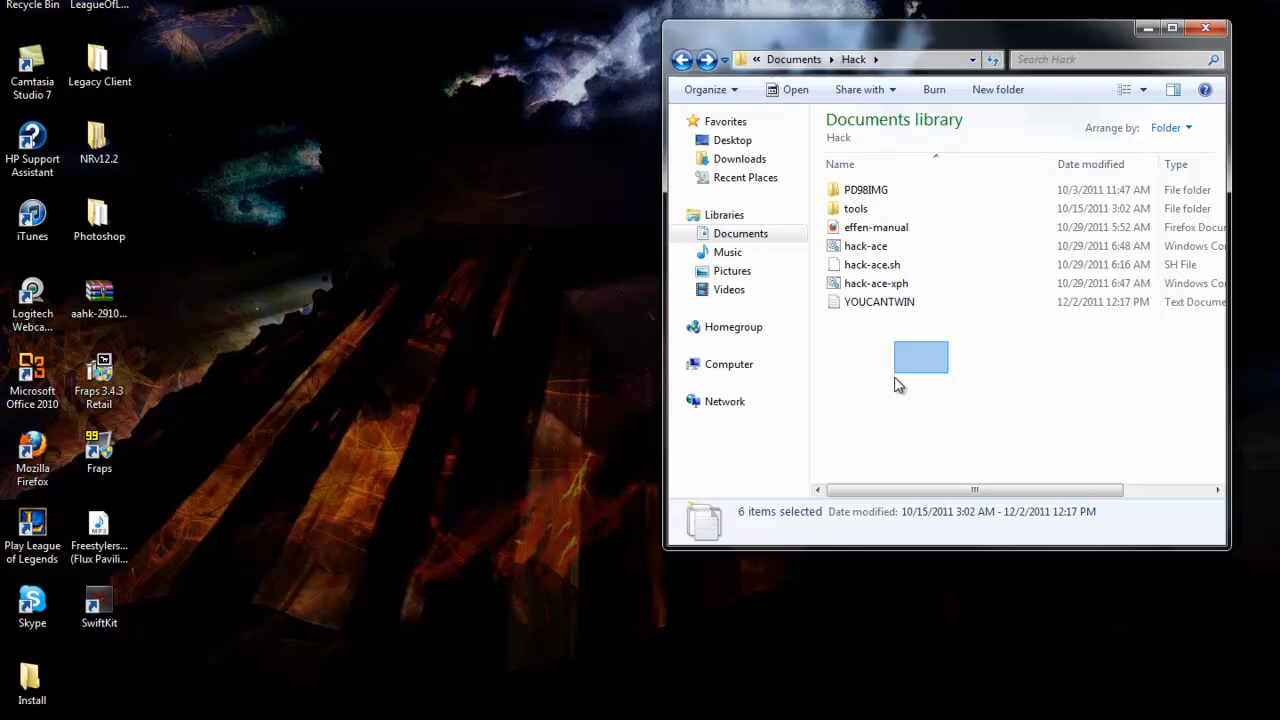 Recycle Bin
LeagueOfL...
Camtasia
Studio 7
Legacy Client
HP Support
Assistant
NRv12.2
iTunes
Photoshop
Logitech
Webca...
aahk-2910...
Microsoft
Office 2010
Fraps 3.4.3
Retail
Mozilla
Firefox
99
Fraps
Play League
of Legends
MP3
Freestylers...
(Flux Pavili...
Skype
SwiftKit
Install
« Documents Hack
Search Hack
Organize Open Share with Burn New folder
Favorites
Desktop
Downloads
Recent Places
Libraries
Documents
Music
Pictures
Videos
Homegroup
Computer
Network
Documents library
Hack
Arrange by: Folder
Name Date modified Type
PD98IMG 10/3/2011 11:47 AM File folder
tools 10/15/2011 3:02 AM File folder
effen-manual 10/29/2011 5:52 AM Firefox Docu
hack-ace 10/29/2011 6:48 AM Windows Co
hack-ace.sh 10/29/2011 6:16 AM SH File
hack-ace-xph 10/29/2011 6:43 AM Windows Co
YOUCANTWIN 12/2/2011 12:17 PM Text Docume
6 items selected Date modified: 10/15/2011 3:02 AM - 12/2/2011 12:17 PM